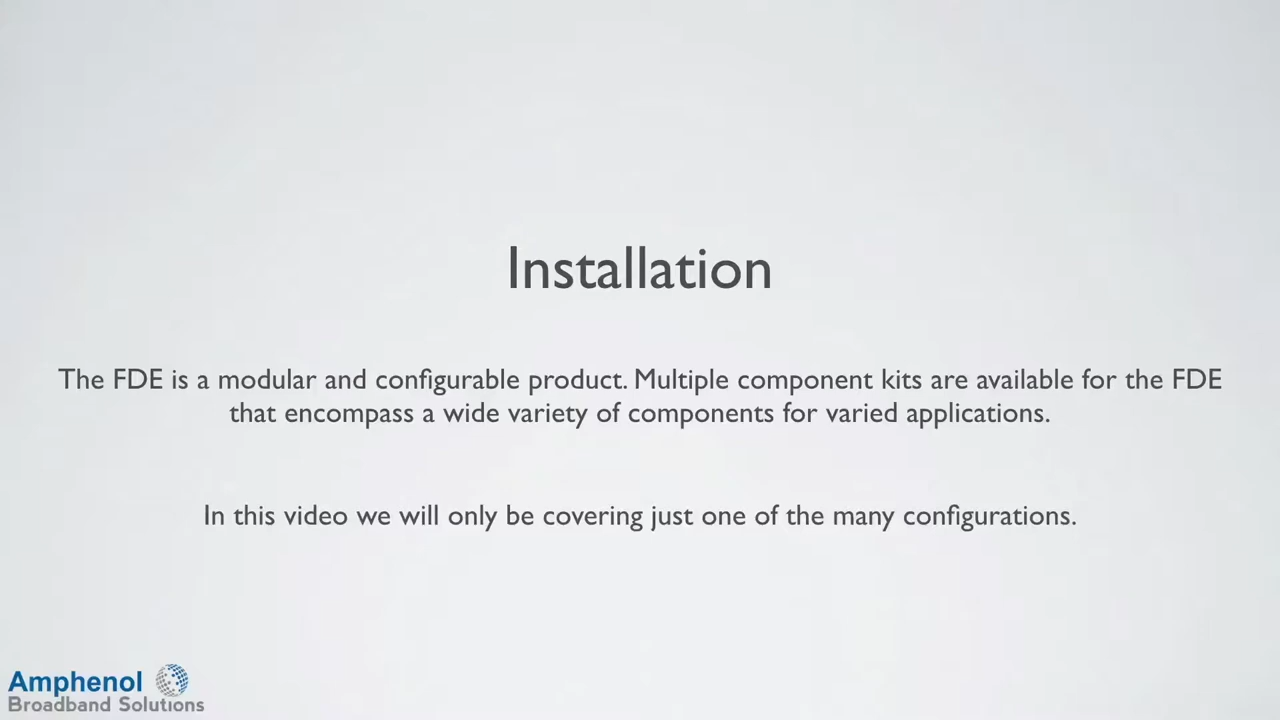 Installation
The FDE is a modular and configurable product. Multiple component kits are available for the FDE
that encompass a wide variety of components for varied applications.
In this video we will only be covering just one of the many configurations.
Amphenol
Broadband Solutions